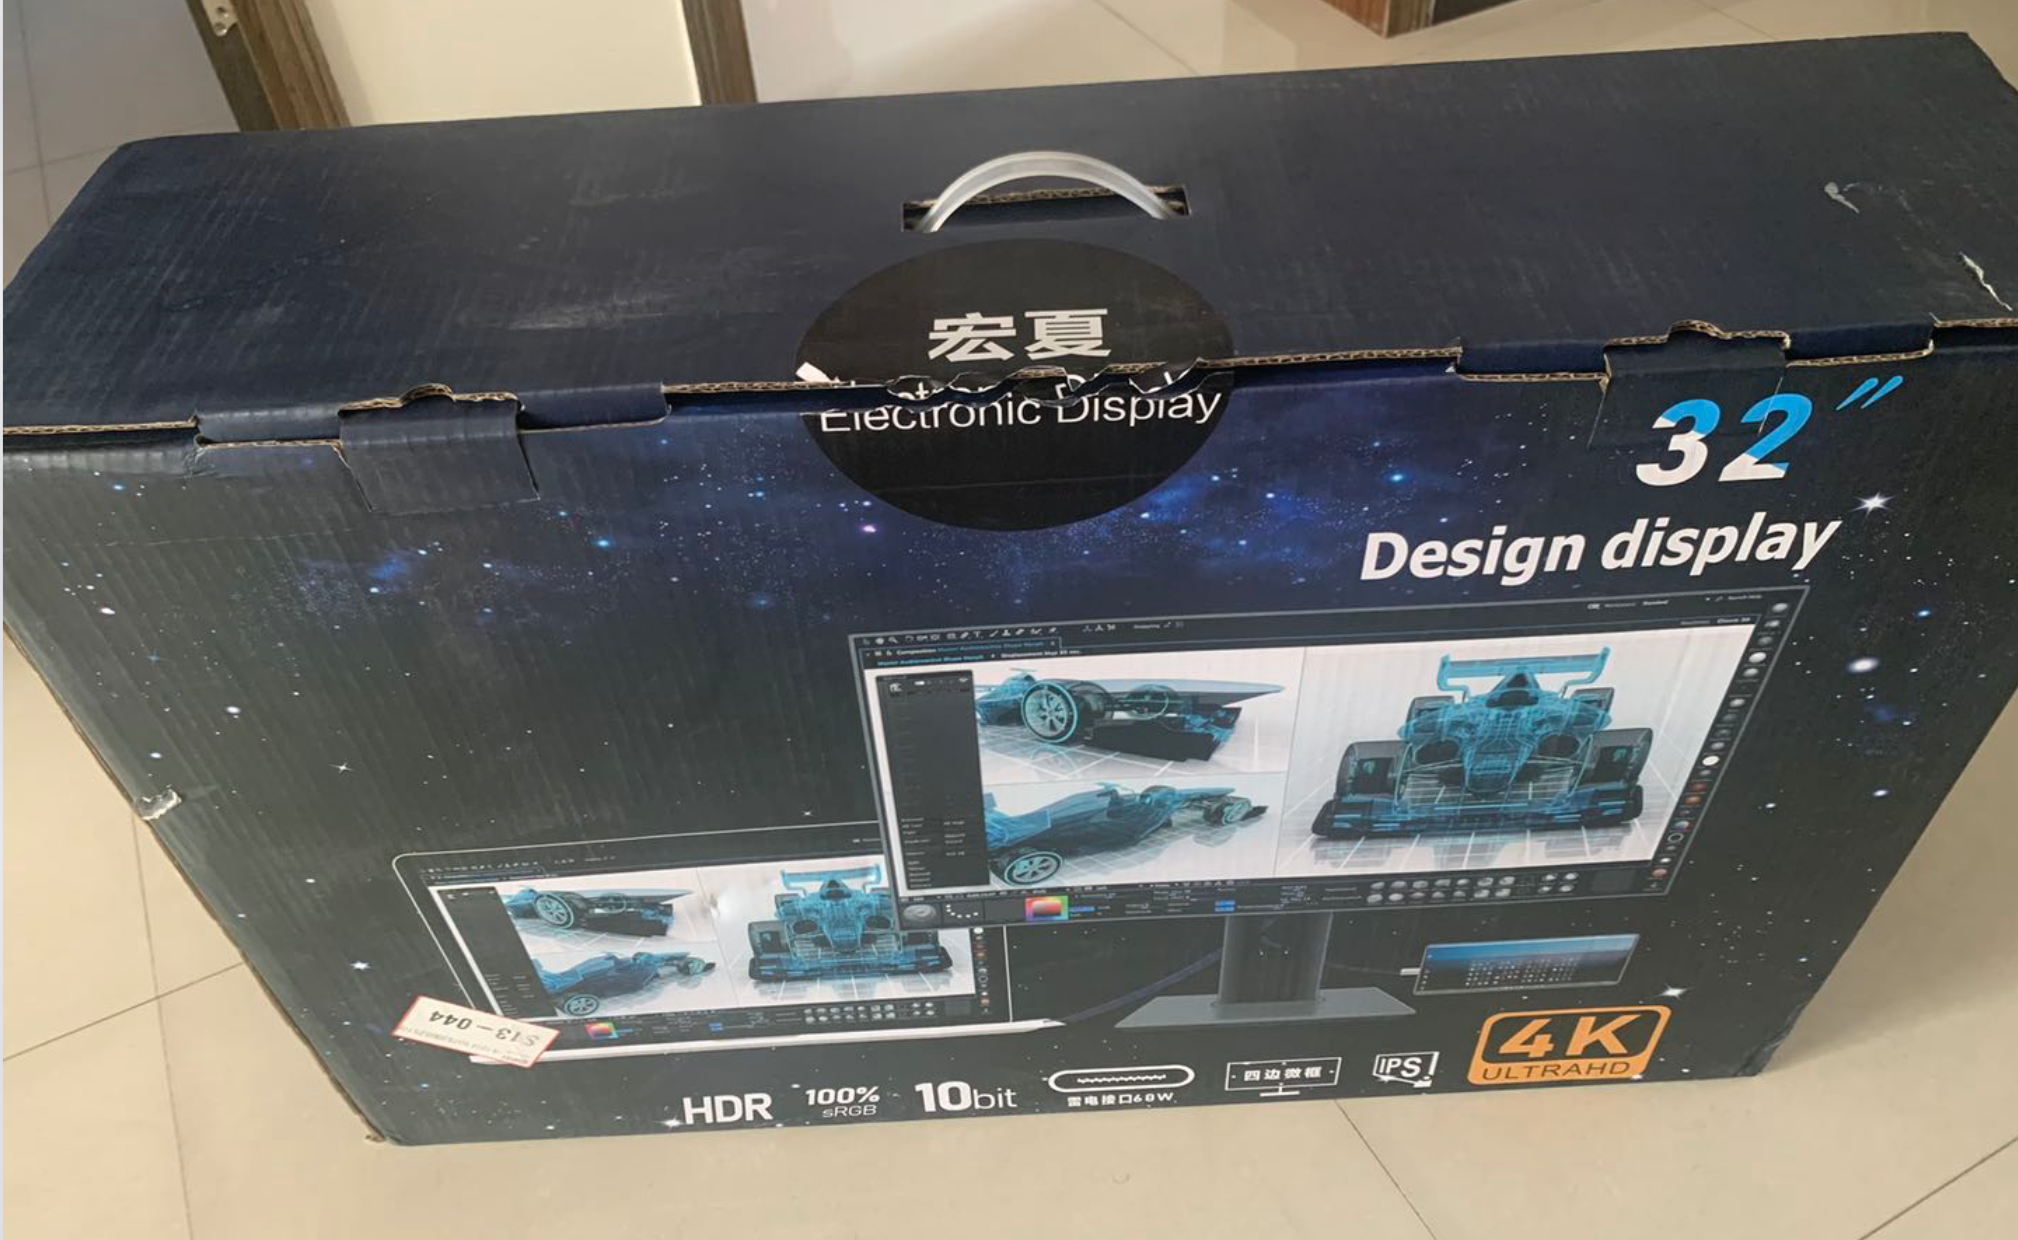 宏夏
Electronic Display
32"
Design display
S13-044
HDR
100%
sRGB
10bit
雷电接口60W
四边微框
IPS
4K
ULTRAHD